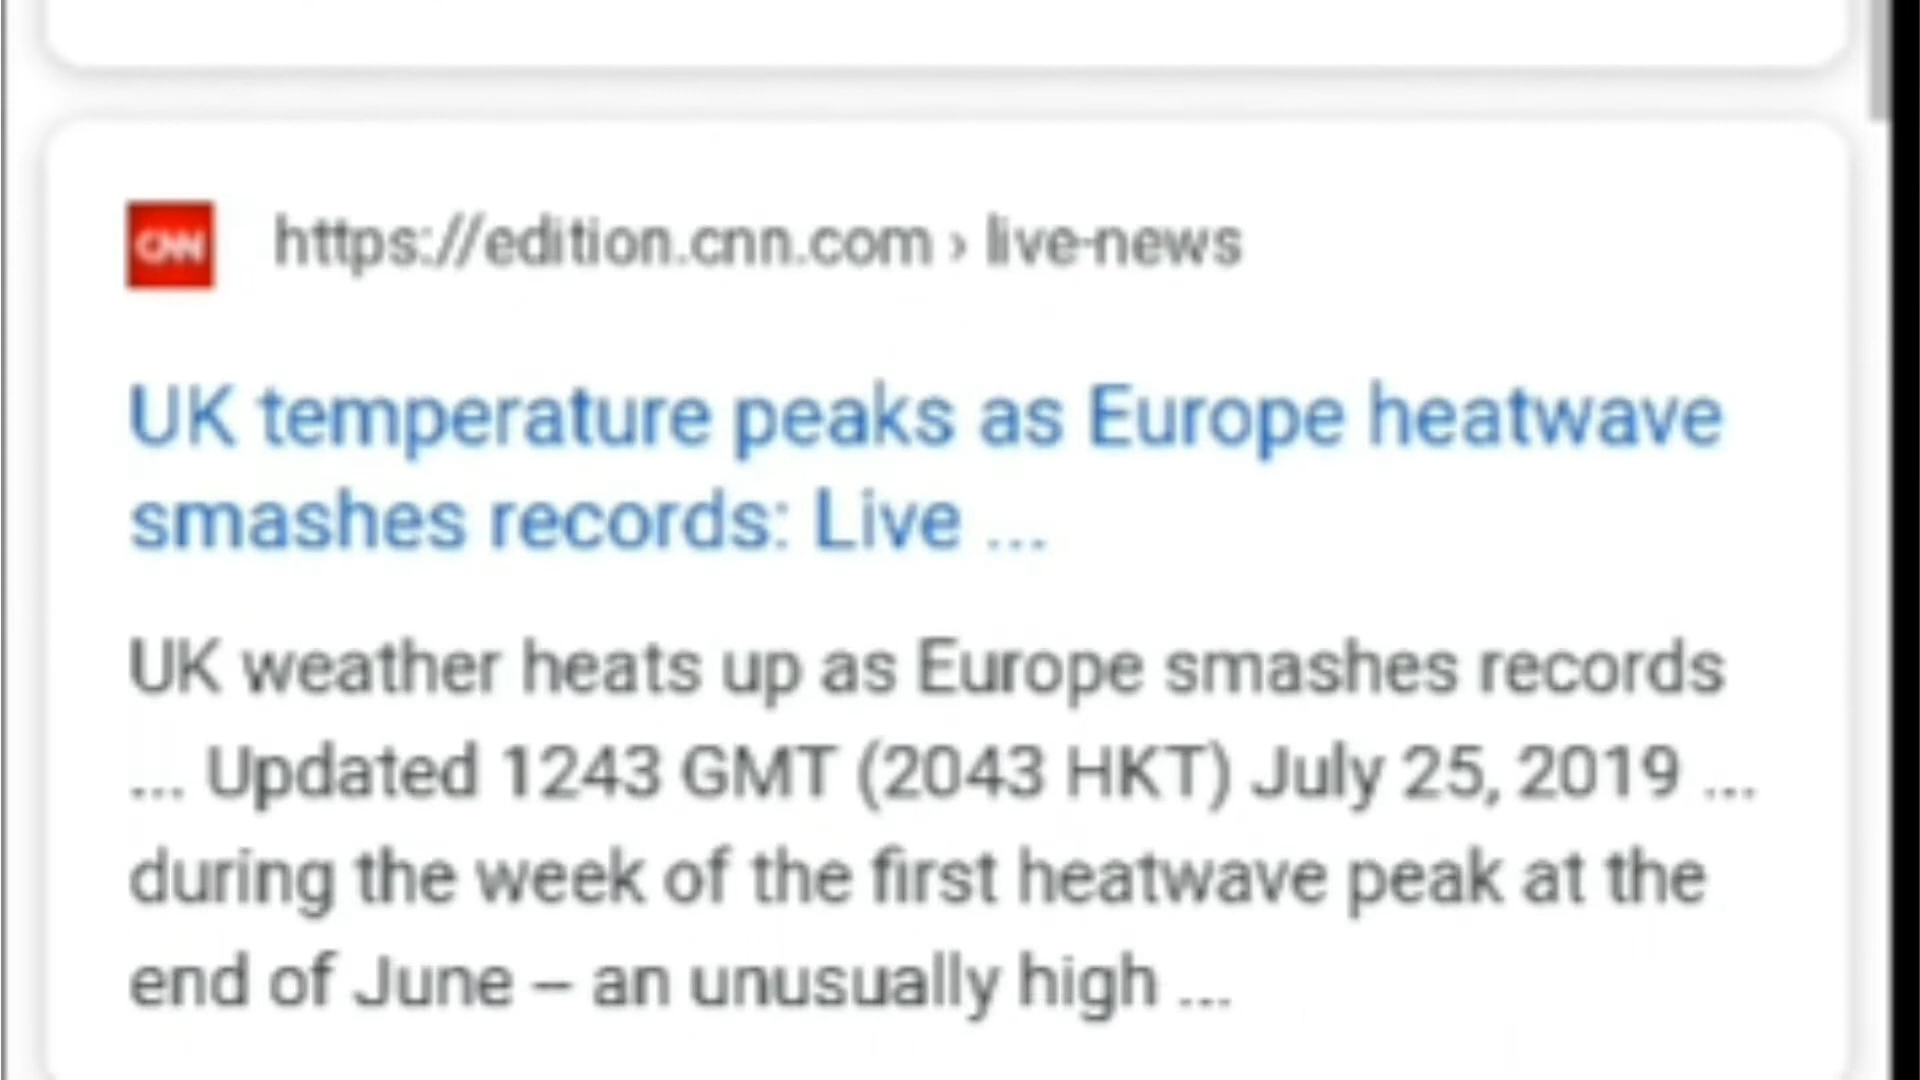 CNN https://edition.cnn.com › live-news
UK temperature peaks as Europe heatwave
smashes records: Live ...
UK weather heats up as Europe smashes records
... Updated 1243 GMT (2043 HKT) July 25, 2019 ...
during the week of the first heatwave peak at the
end of June – an unusually high ...